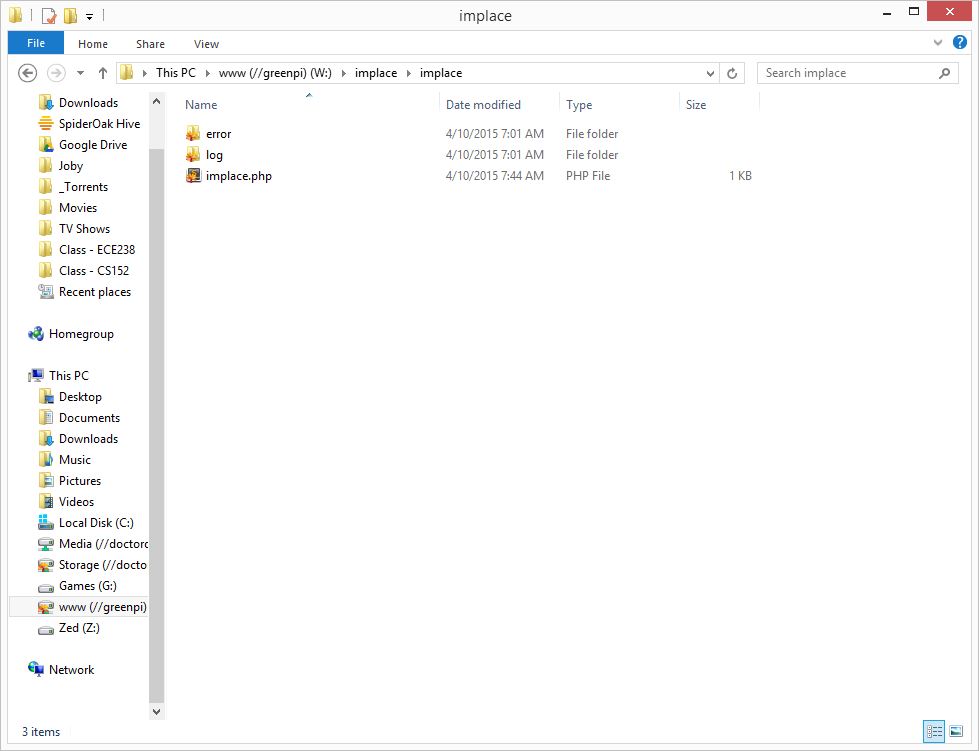 implace
File Home Share View
This PC www (//greenpi) (W:) implace implace Search implace
Name Date modified Type Size
error 4/10/2015 7:01 AM File folder
log 4/10/2015 7:01 AM File folder
implace.php 4/10/2015 7:44 AM PHP File 1 KB
Downloads
SpiderOak Hive
Google Drive
Joby
_Torrents
Movies
TV Shows
Class - ECE238
Class - CS152
Recent places
Homegroup
This PC
Desktop
Documents
Downloads
Music
Pictures
Videos
Local Disk (C:)
Media (//doctorc
Storage (//docto
Games (G:)
www (//greenpi)
Zed (Z:)
Network
3 items